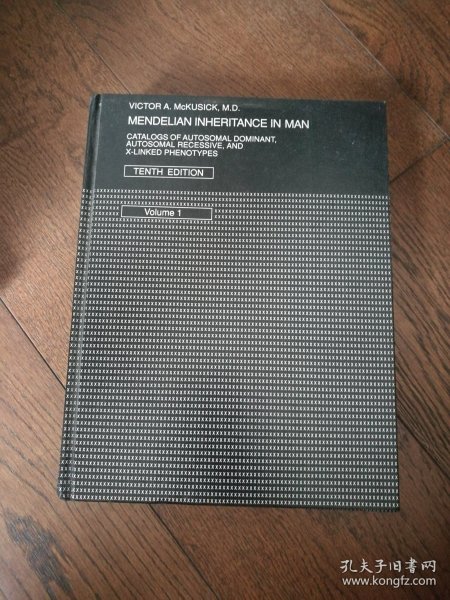 VICTOR A. McKUSICK, M.D.
MENDELIAN INHERITANCE IN MAN
CATALOGS OF AUTOSOMAL DOMINANT,
AUTOSOMAL RECESSIVE, AND
X-LINKED PHENOTYPES
TENTH EDITION
Volume 1
孔夫子旧书网
www.kongfz.com